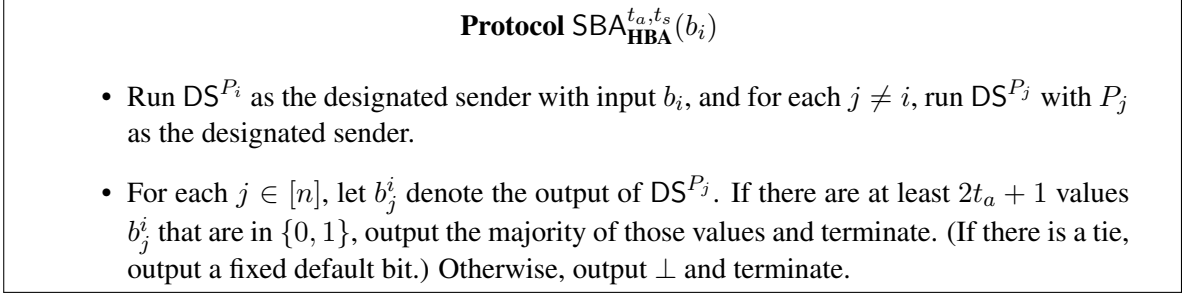 Protocol SBA^{t_a,t_s}_{HBA}(b_i)
• Run DS^{P_i} as the designated sender with input b_i, and for each j ≠ i, run DS^{P_j} with P_j
as the designated sender.
• For each j ∈ [n], let b^i_j denote the output of DS^{P_j}. If there are at least 2t_a + 1 values
b^i_j that are in {0, 1}, output the majority of those values and terminate. (If there is a tie,
output a fixed default bit.) Otherwise, output ⊥ and terminate.